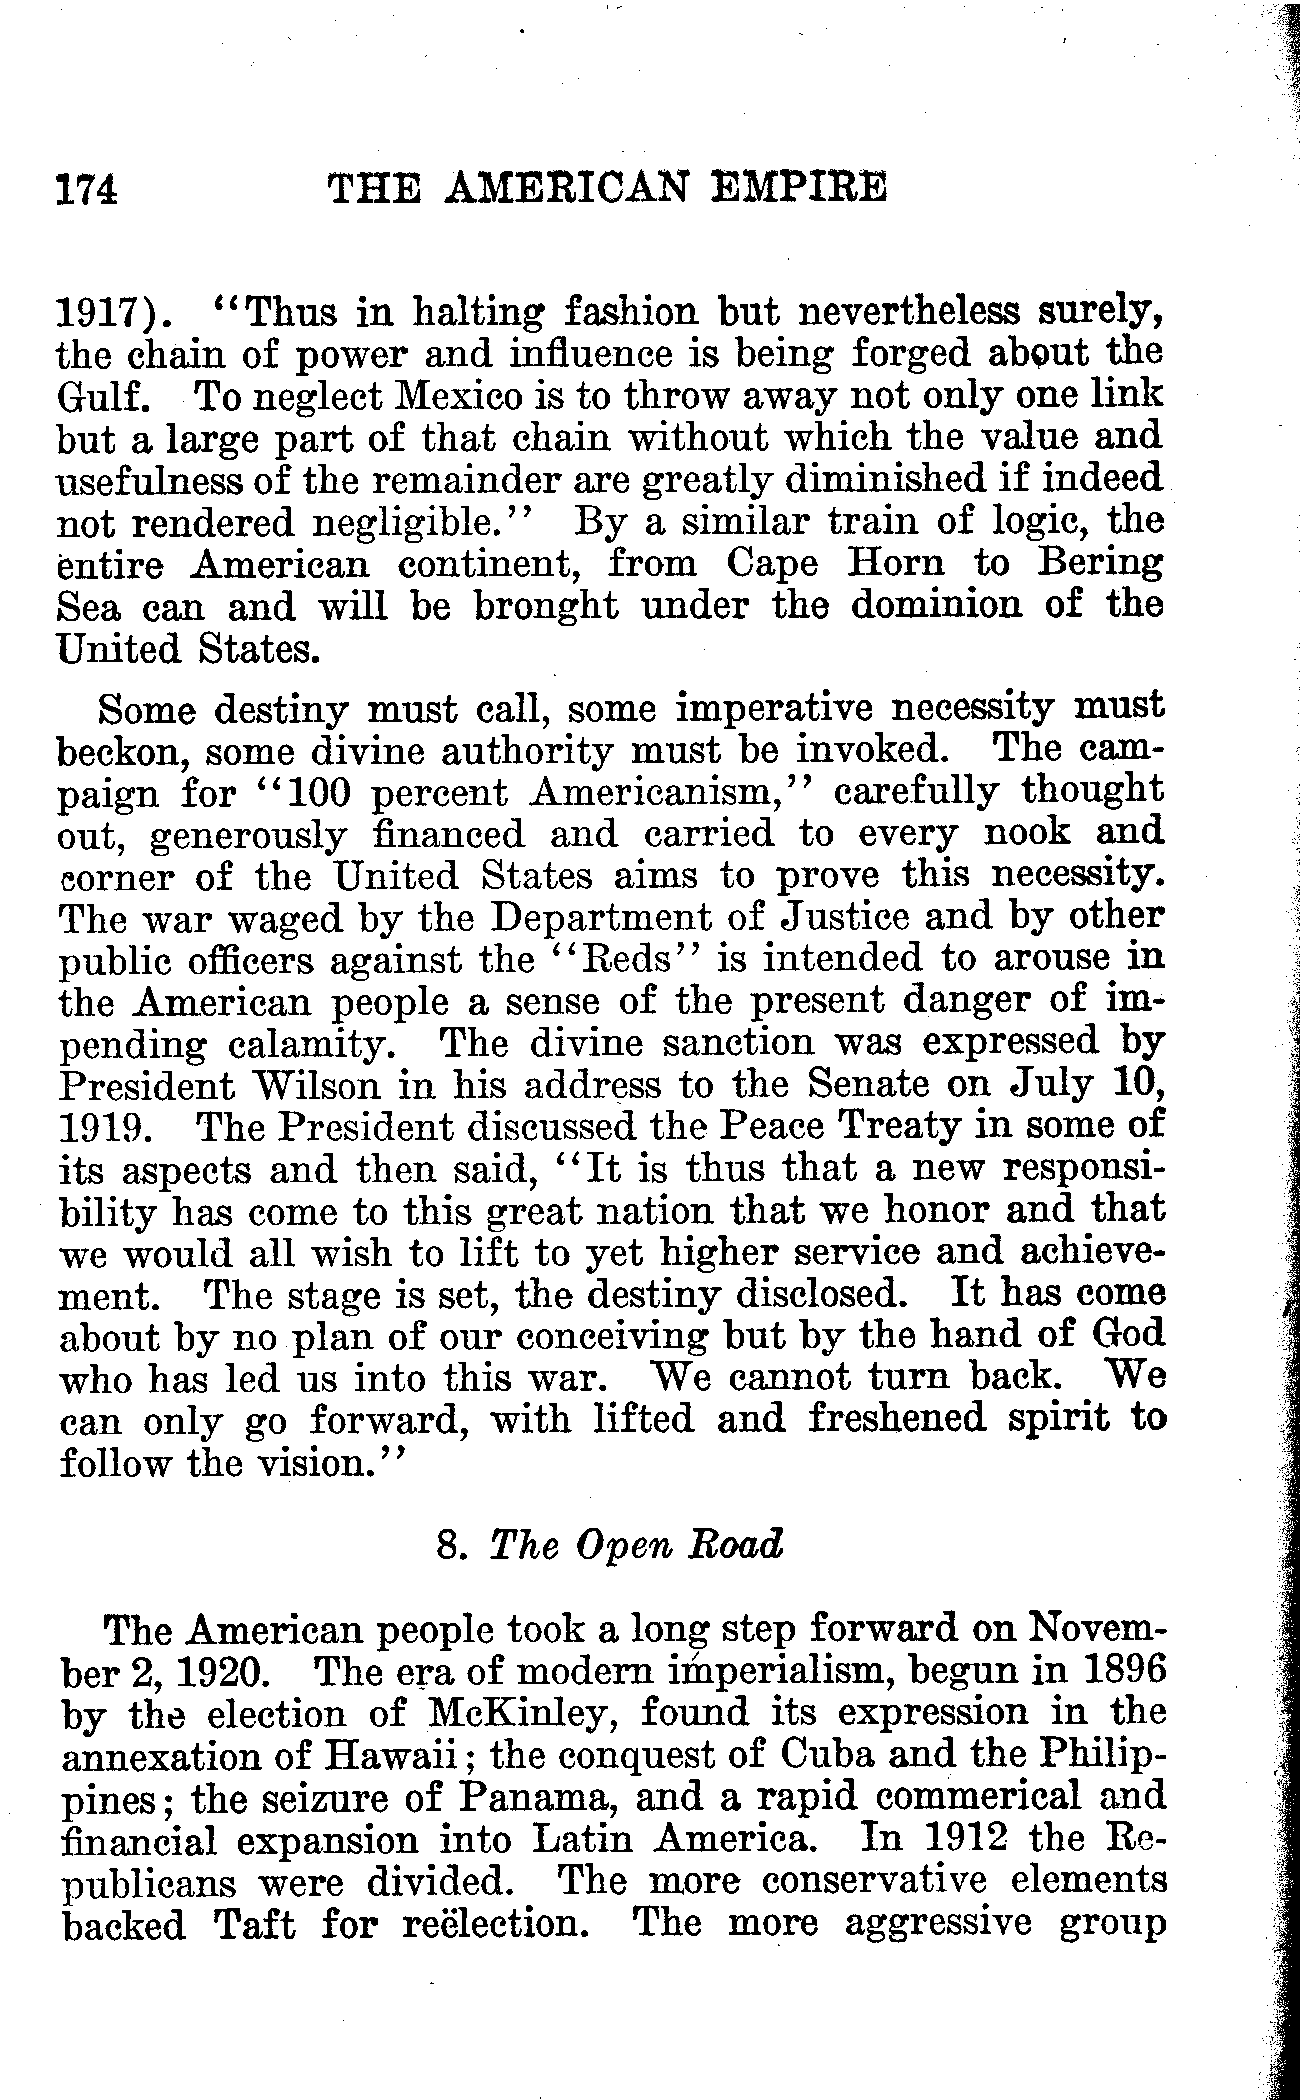 174 THE AMERICAN EMPIRE
1917). "Thus in halting fashion but nevertheless surely,
the chain of power and influence is being forged about the
Gulf. To neglect Mexico is to throw away not only one link
but a large part of that chain without which the value and
usefulness of the remainder are greatly diminished if indeed
not rendered negligible." By a similar train of logic, the
entire American continent, from Cape Horn to Bering
Sea can and will be bronght under the dominion of the
United States.
Some destiny must call, some imperative necessity must
beckon, some divine authority must be invoked. The cam-
paign for "100 percent Americanism," carefully thought
out, generously financed and carried to every nook and
corner of the United States aims to prove this necessity.
The war waged by the Department of Justice and by other
public officers against the "Reds" is intended to arouse in
the American people a sense of the present danger of im-
pending calamity. The divine sanction was expressed by
President Wilson in his address to the Senate on July 10,
1919. The President discussed the Peace Treaty in some of
its aspects and then said, "It is thus that a new responsi-
bility has come to this great nation that we honor and that
we would all wish to lift to yet higher service and achieve-
ment. The stage is set, the destiny disclosed. It has come
about by no plan of our conceiving but by the hand of God
who has led us into this war. We cannot turn back. We
can only go forward, with lifted and freshened spirit to
follow the vision."
8. The Open Road
The American people took a long step forward on Novem-
ber 2, 1920. The era of modern imperialism, begun in 1896
by the election of McKinley, found its expression in the
annexation of Hawaii; the conquest of Cuba and the Philip-
pines; the seizure of Panama, and a rapid commerical and
financial expansion into Latin America. In 1912 the Re-
publicans were divided. The more conservative elements
backed Taft for reëlection. The more aggressive group